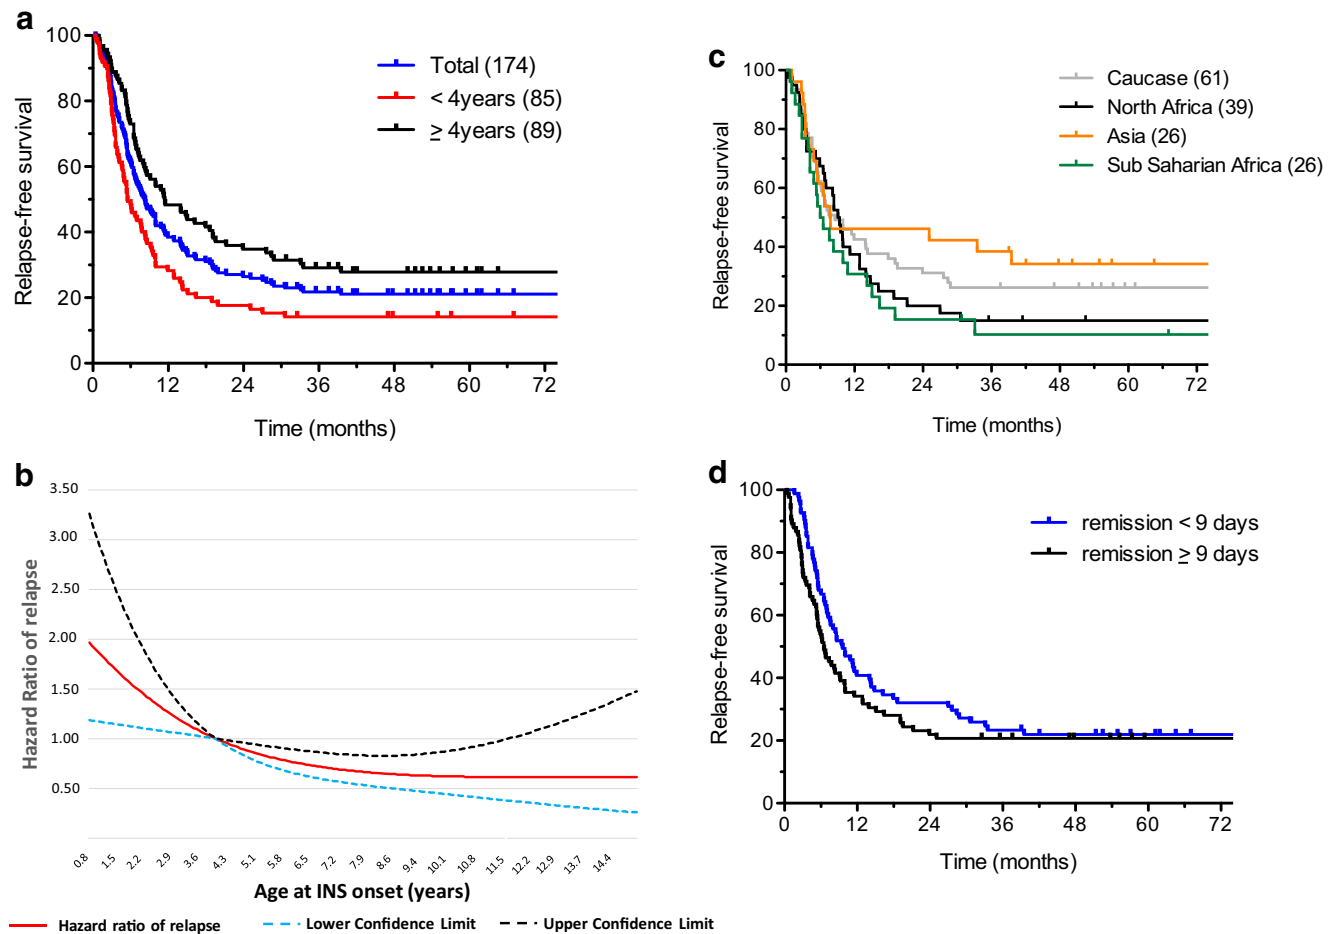 a
100
80
60
40
20
0
0 12 24 36 48 60 72
Relapse-free survival
Time (months)
Total (174)
< 4years (85)
≥ 4years (89)
c
100
80
60
40
20
0
0 12 24 36 48 60 72
Relapse-free survival
Time (months)
Caucase (61)
North Africa (39)
Asia (26)
Sub Saharian Africa (26)
b
3.50
3.00
2.50
2.00
1.50
1.00
0.50
Hazard Ratio of relapse
0.8 1.5 2.2 2.9 3.6 4.3 5.1 5.8 6.5 7.2 7.9 8.6 9.4 10.1 10.8 11.5 12.2 12.9 13.7 14.4
Age at INS onset (years)
Hazard ratio of relapse Lower Confidence Limit Upper Confidence Limit
d
100
80
60
40
20
0
0 12 24 36 48 60 72
Relapse-free survival
Time (months)
remission < 9 days
remission ≥ 9 days